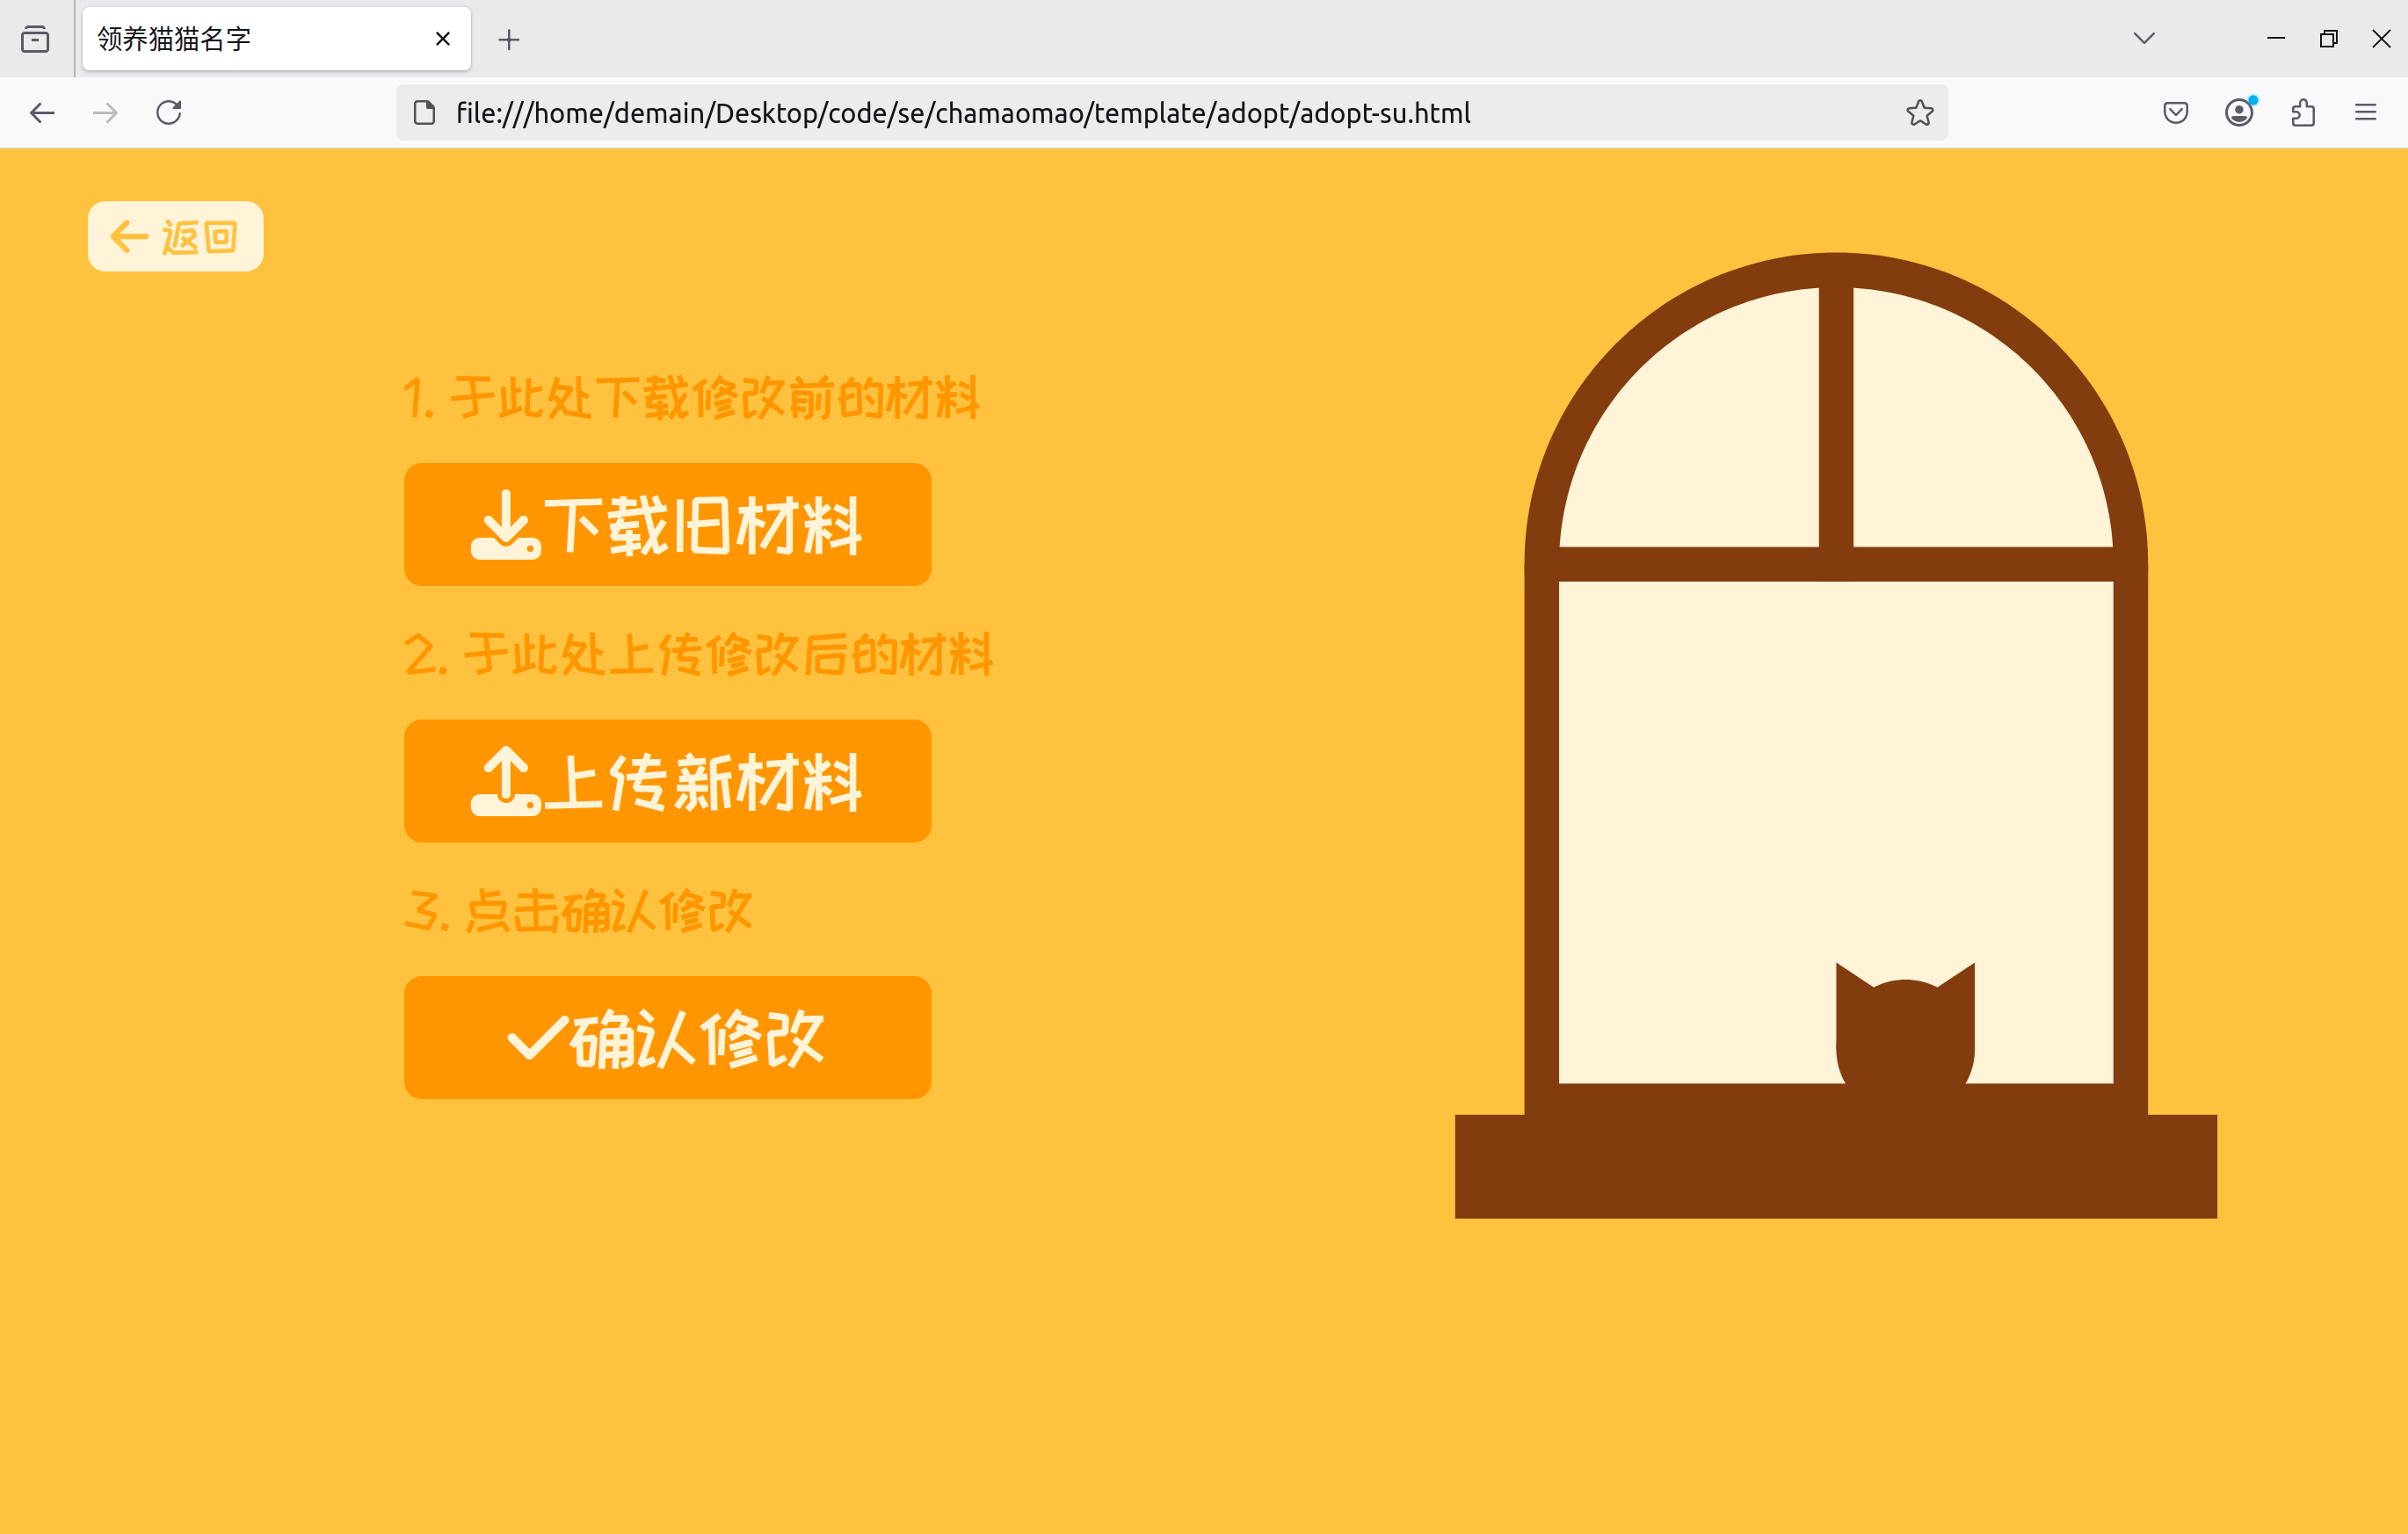 领养猫猫名字
file:///home/demain/Desktop/code/se/chamaomao/template/adopt/adopt-su.html
返回
1. 于此处下载修改前的材料
下载旧材料
2. 于此处上传修改后的材料
上传新材料
3. 点击确认修改
确认修改